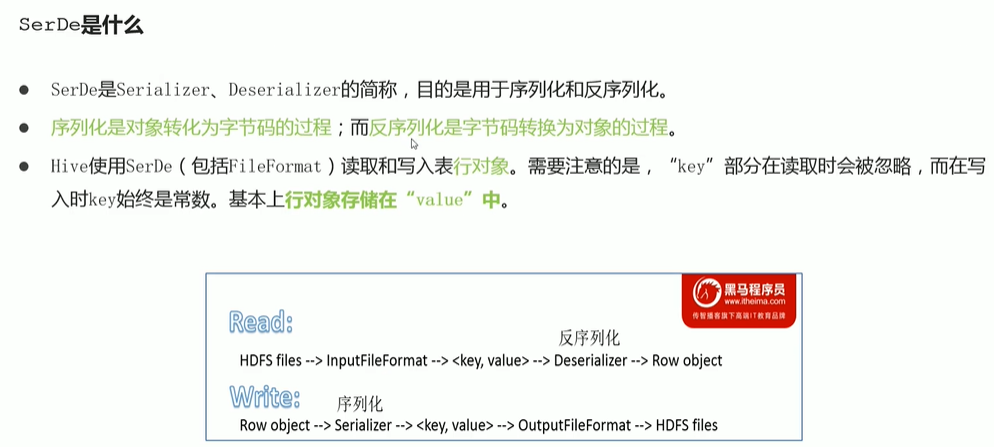 SerDe是什么
● SerDe是Serializer、Deserializer的简称，目的是用于序列化和反序列化。
● 序列化是对象转化为字节码的过程；而反序列化是字节码转换为对象的过程。
● Hive使用SerDe（包括FileFormat）读取和写入表行对象。需要注意的是，“key”部分在读取时会被忽略，而在写
入时key始终是常数。基本上行对象存储在“value”中。
黑马程序员
www.itheima.com
传智播客旗下高端IT教育品牌
Read:
反序列化
HDFS files --> InputFileFormat --> <key, value> --> Deserializer --> Row object
Write:
序列化
Row object --> Serializer --> <key, value> --> OutputFileFormat --> HDFS files